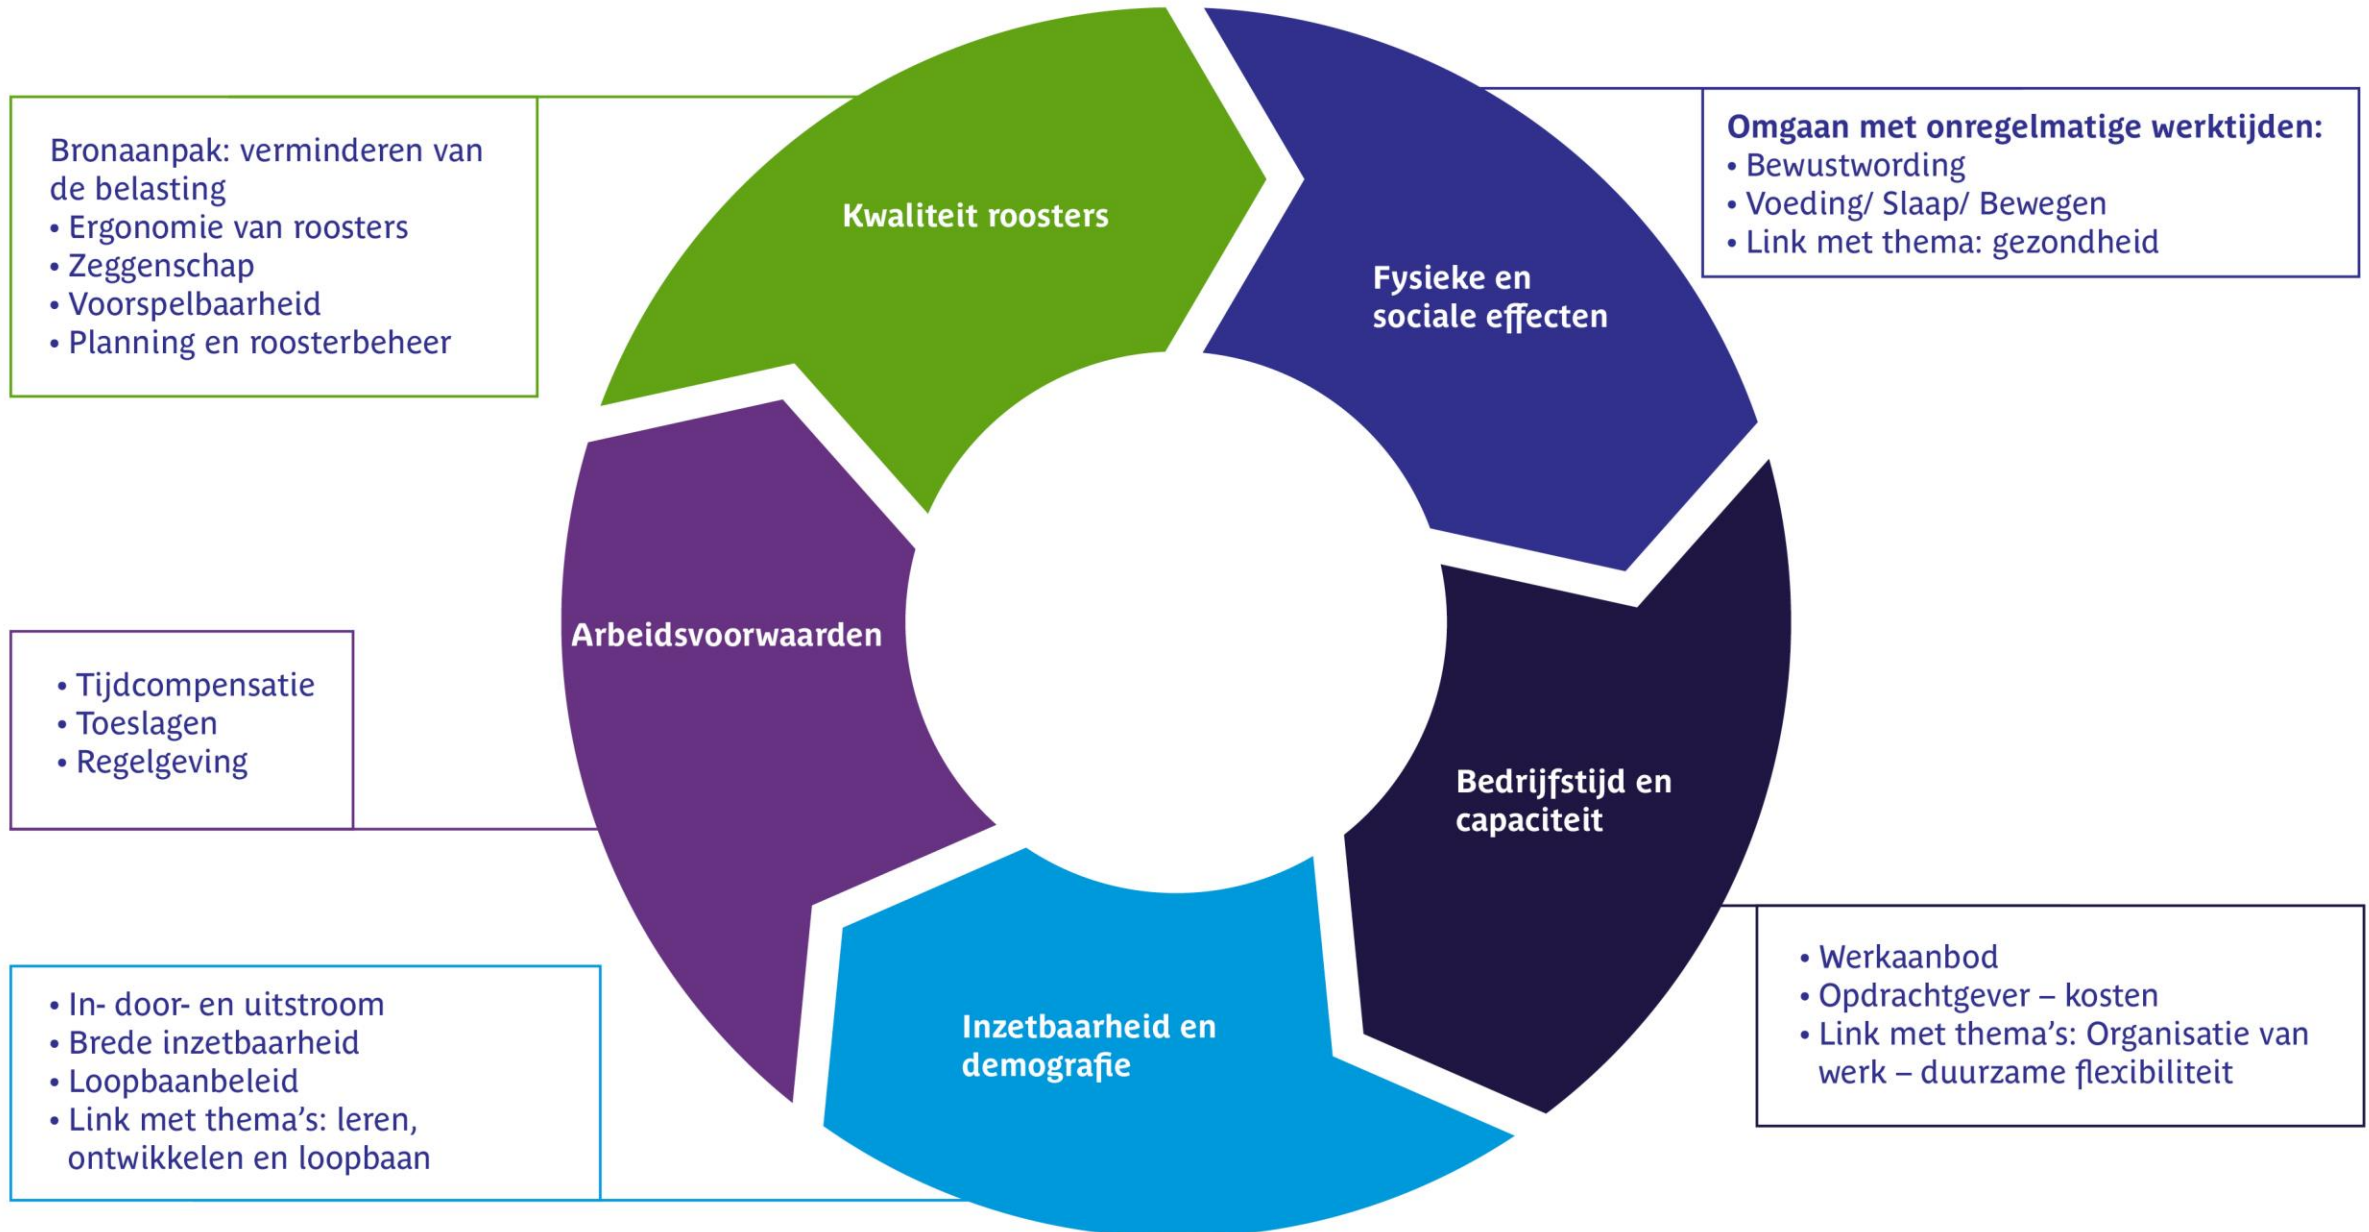 Bronaanpak: verminderen van
de belasting
• Ergonomie van roosters
• Zeggenschap
• Voorspelbaarheid
• Planning en roosterbeheer
Kwaliteit roosters
Fysieke en
sociale effecten
Omgaan met onregelmatige werktijden:
• Bewustwording
• Voeding/ Slaap/ Bewegen
• Link met thema: gezondheid
Arbeidsvoorwaarden
• Tijdcompensatie
• Toeslagen
• Regelgeving
Bedrijfstijd en
capaciteit
• Werkaanbod
• Opdrachtgever – kosten
• Link met thema’s: Organisatie van
werk – duurzame flexibiliteit
Inzetbaarheid en
demografie
• In- door- en uitstroom
• Brede inzetbaarheid
• Loopbaanbeleid
• Link met thema’s: leren,
ontwikkelen en loopbaan